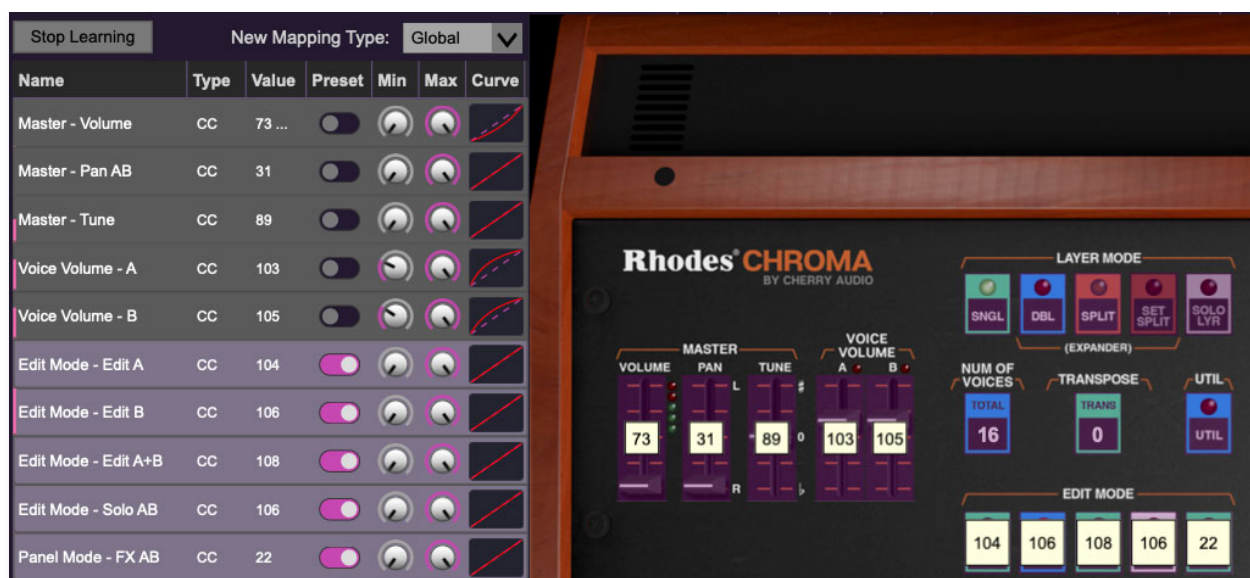 Stop Learning New Mapping Type: Global
Name Type Value Preset Min Max Curve
Master - Volume CC 73 ...
Master - Pan AB CC 31
Master - Tune CC 89
Voice Volume - A CC 103
Voice Volume - B CC 105
Edit Mode - Edit A CC 104
Edit Mode - Edit B CC 106
Edit Mode - Edit A+B CC 108
Edit Mode - Solo AB CC 106
Panel Mode - FX AB CC 22
Rhodes® CHROMA
BY CHERRY AUDIO
MASTER
VOLUME PAN TUNE
L ♯
73 31 89 0
R ♭
VOICE
VOLUME
A B
103 105
LAYER MODE
SNGL DBL SPLIT SET SPLIT SOLO LYR
(EXPANDER)
NUM OF
VOICES
TOTAL
16
TRANSPOSE
TRANS
0
UTIL
UTIL
EDIT MODE
104 106 108 106 22